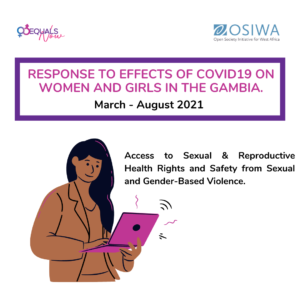 EQUALS
Now
OSIWA
Open Society Initiative for West Africa
RESPONSE TO EFFECTS OF COVID19 ON
WOMEN AND GIRLS IN THE GAMBIA.
March - August 2021
Access to Sexual & Reproductive
Health Rights and Safety from Sexual
and Gender-Based Violence.